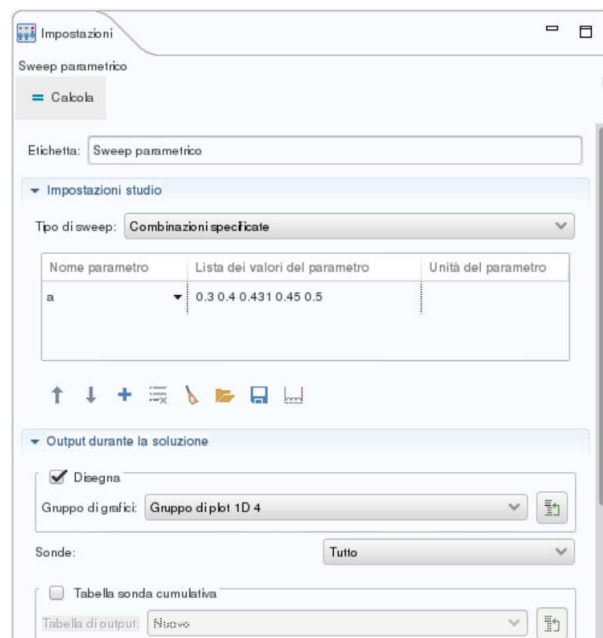 Impostazioni
Sweep parametrico
= Calcola
Etichetta: Sweep parametrico
Impostazioni studio
Tipo di sweep: Combinazioni specificate
Nome parametro Lista dei valori del parametro Unità del parametro
a 0.3 0.4 0.431 0.45 0.5
Output durante la soluzione
Disegna
Gruppo di grafici: Gruppo di plot 1D 4
Sonde: Tutto
Tabella sonda cumulativa
Tabella di output: Nuovo